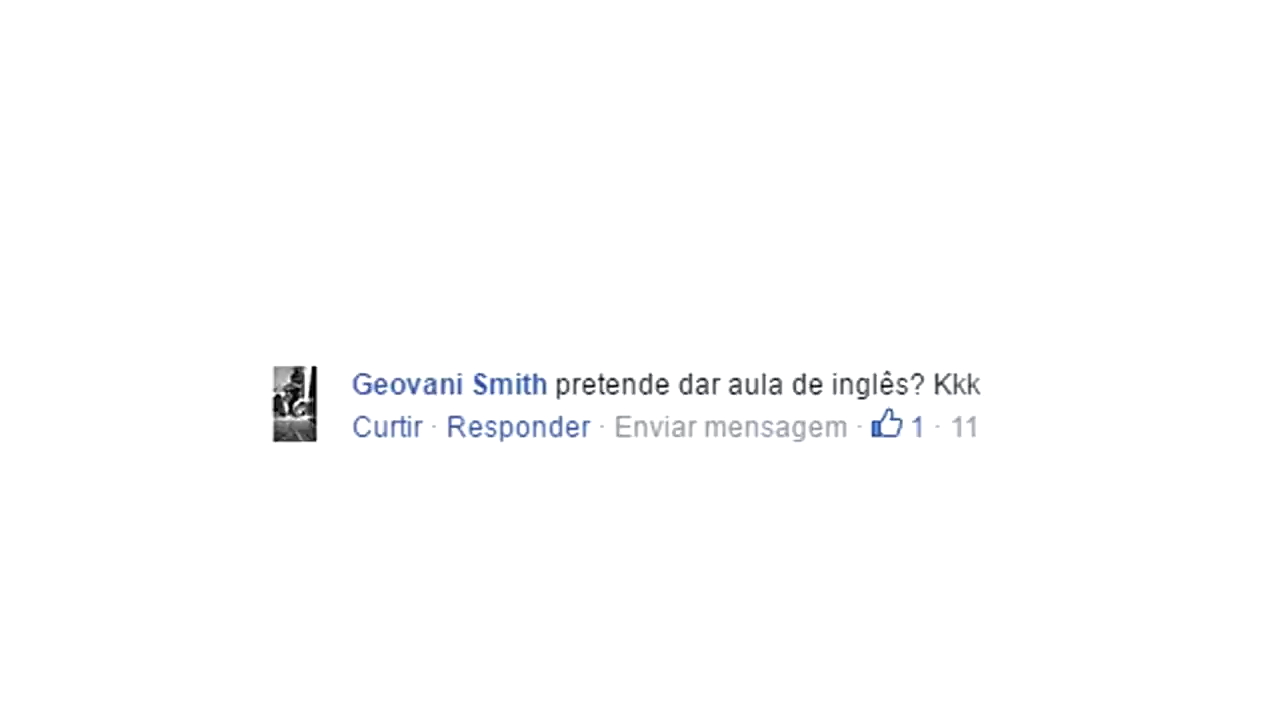 Geovani Smith pretende dar aula de inglês? Kkk
Curtir · Responder · Enviar mensagem · 1 · 11